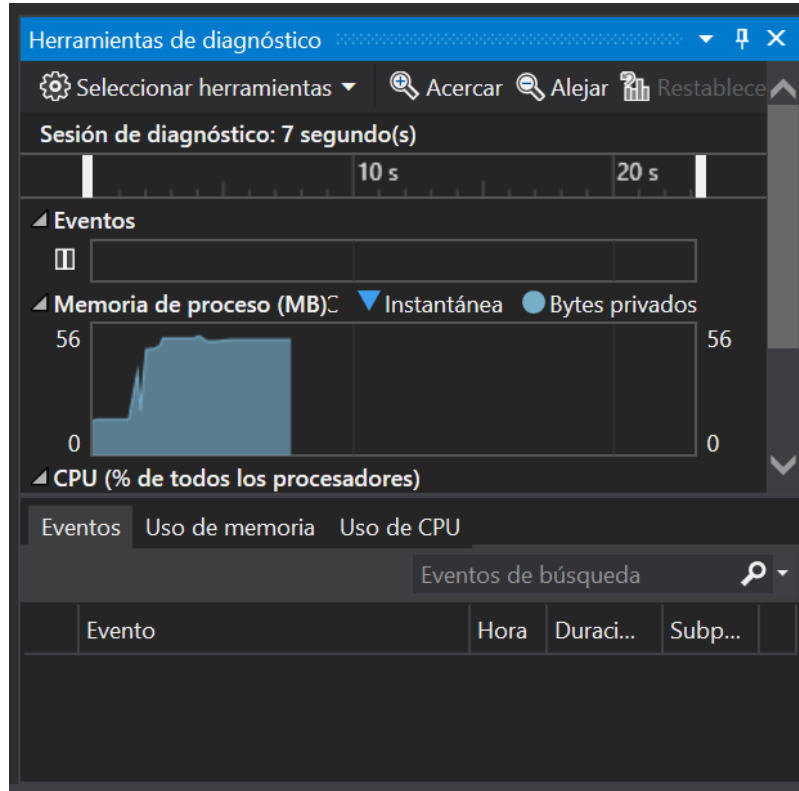 Herramientas de diagnóstico
Seleccionar herramientas Acercar Alejar Restablece
Sesión de diagnóstico: 7 segundo(s)
10 s 20 s
Eventos
Memoria de proceso (MB) Instantánea Bytes privados
56 56
0 0
CPU (% de todos los procesadores)
Eventos Uso de memoria Uso de CPU
Eventos de búsqueda
Evento Hora Duraci... Subp...